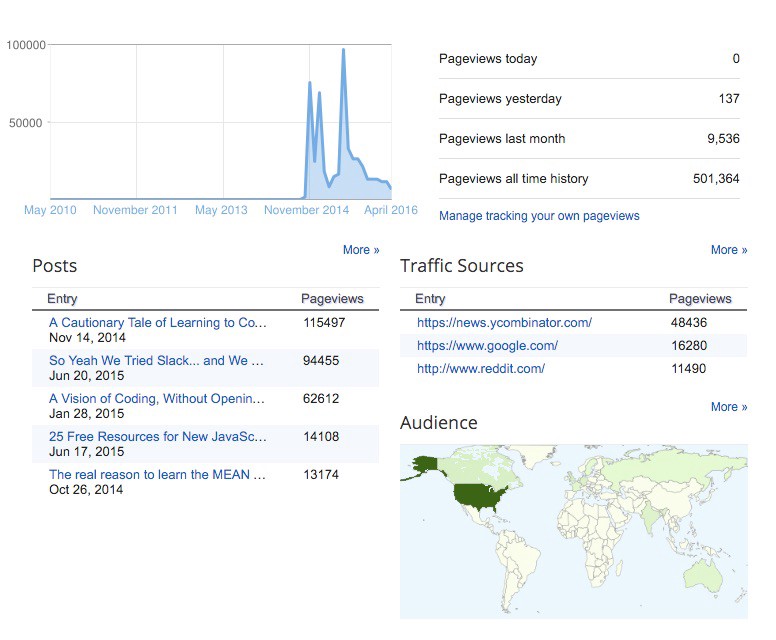 100000
50000
May 2010 November 2011 May 2013 November 2014 April 2016
Pageviews today 0
Pageviews yesterday 137
Pageviews last month 9,536
Pageviews all time history 501,364
Manage tracking your own pageviews
More »
Posts
Entry Pageviews
A Cautionary Tale of Learning to Co... 115497
Nov 14, 2014
So Yeah We Tried Slack... and We ... 94455
Jun 20, 2015
A Vision of Coding, Without Openin... 62612
Jan 28, 2015
25 Free Resources for New JavaSc... 14108
Jun 17, 2015
The real reason to learn the MEAN ... 13174
Oct 26, 2014
More »
Traffic Sources
Entry Pageviews
https://news.ycombinator.com/ 48436
https://www.google.com/ 16280
http://www.reddit.com/ 11490
More »
Audience